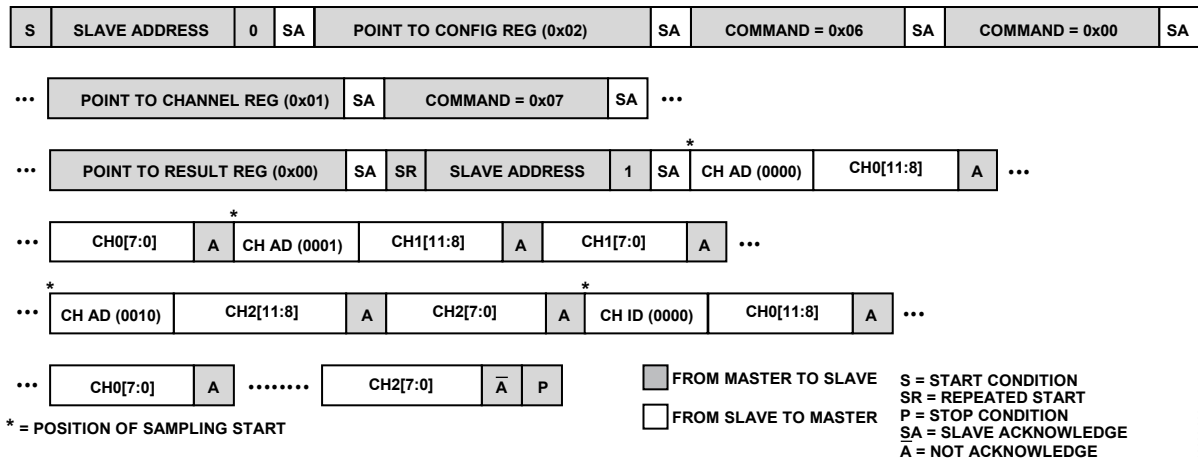 S SLAVE ADDRESS 0 SA POINT TO CONFIG REG (0x02) SA COMMAND = 0x06 SA COMMAND = 0x00 SA
••• POINT TO CHANNEL REG (0x01) SA COMMAND = 0x07 SA •••
*
••• POINT TO RESULT REG (0x00) SA SR SLAVE ADDRESS 1 SA CH AD (0000) CH0[11:8] A •••
*
••• CH0[7:0] A CH AD (0001) CH1[11:8] A CH1[7:0] A •••
* *
••• CH AD (0010) CH2[11:8] A CH2[7:0] A CH ID (0000) CH0[11:8] A •••
••• CH0[7:0] A •••••••• CH2[7:0] A̅ P
* = POSITION OF SAMPLING START
FROM MASTER TO SLAVE
FROM SLAVE TO MASTER
S = START CONDITION
SR = REPEATED START
P = STOP CONDITION
SA = SLAVE ACKNOWLEDGE
A̅ = NOT ACKNOWLEDGE